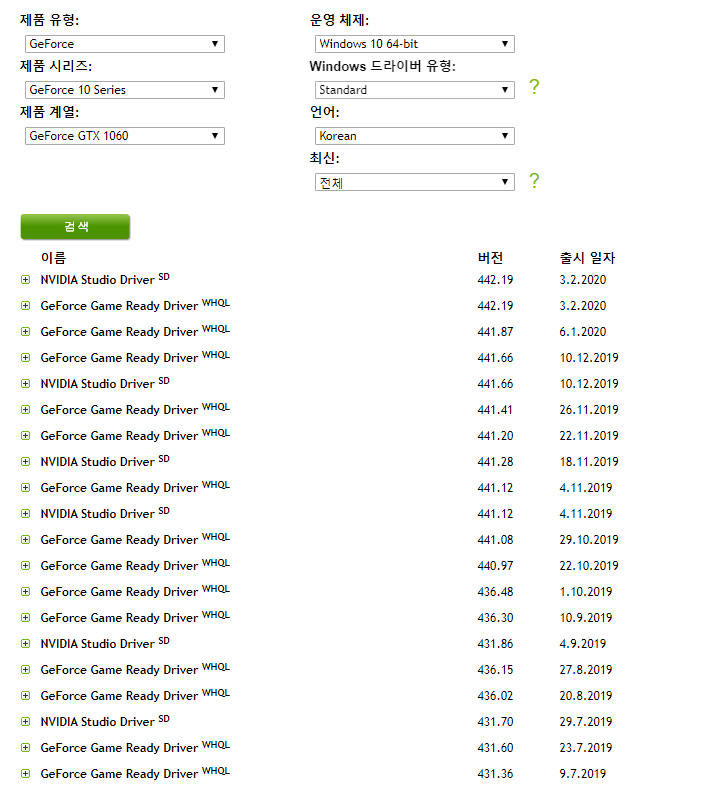 제품 유형: 운영 체제:
GeForce Windows 10 64-bit
제품 시리즈: Windows 드라이버 유형:
GeForce 10 Series Standard ?
제품 계열: 언어:
GeForce GTX 1060 Korean
최신:
전체 ?
검색
이름 버전 출시 일자
NVIDIA Studio Driver SD 442.19 3.2.2020
GeForce Game Ready Driver WHQL 442.19 3.2.2020
GeForce Game Ready Driver WHQL 441.87 6.1.2020
GeForce Game Ready Driver WHQL 441.66 10.12.2019
NVIDIA Studio Driver SD 441.66 10.12.2019
GeForce Game Ready Driver WHQL 441.41 26.11.2019
GeForce Game Ready Driver WHQL 441.20 22.11.2019
NVIDIA Studio Driver SD 441.28 18.11.2019
GeForce Game Ready Driver WHQL 441.12 4.11.2019
NVIDIA Studio Driver SD 441.12 4.11.2019
GeForce Game Ready Driver WHQL 441.08 29.10.2019
GeForce Game Ready Driver WHQL 440.97 22.10.2019
GeForce Game Ready Driver WHQL 436.48 1.10.2019
GeForce Game Ready Driver WHQL 436.30 10.9.2019
NVIDIA Studio Driver SD 431.86 4.9.2019
GeForce Game Ready Driver WHQL 436.15 27.8.2019
GeForce Game Ready Driver WHQL 436.02 20.8.2019
NVIDIA Studio Driver SD 431.70 29.7.2019
GeForce Game Ready Driver WHQL 431.60 23.7.2019
GeForce Game Ready Driver WHQL 431.36 9.7.2019